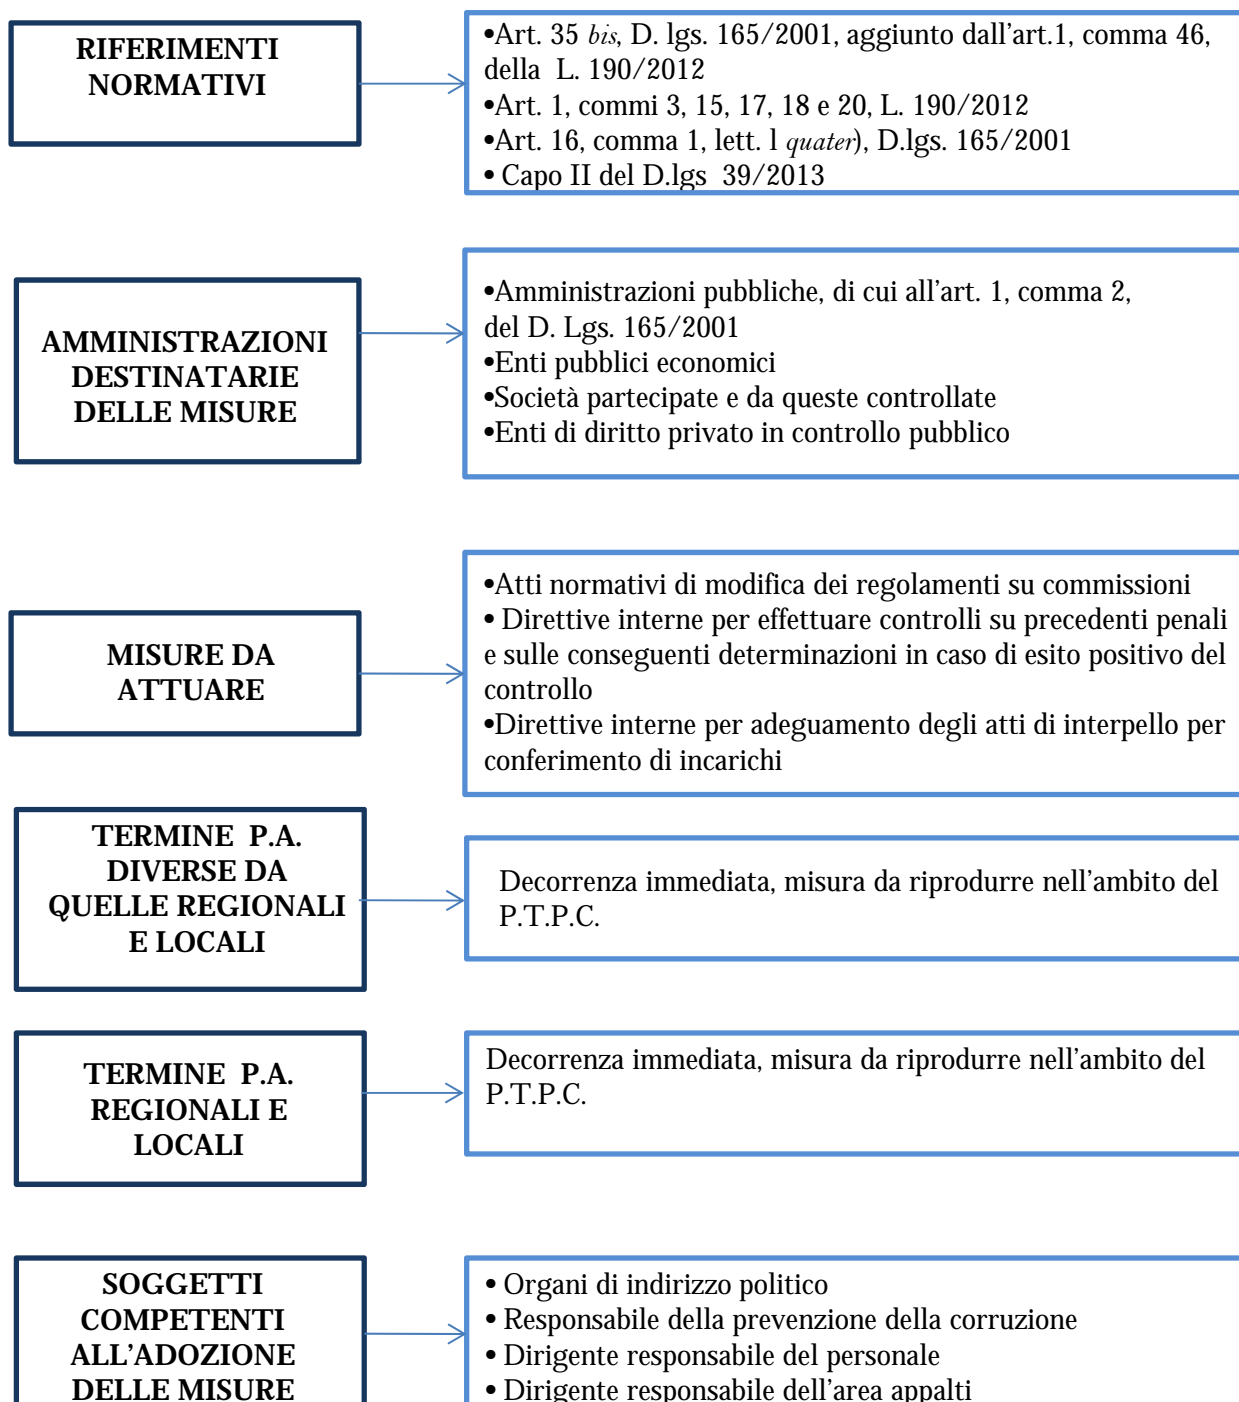 RIFERIMENTI
NORMATIVI
•Art. 35 bis, D. lgs. 165/2001, aggiunto dall'art.1, comma 46,
della L. 190/2012
•Art. 1, commi 3, 15, 17, 18 e 20, L. 190/2012
•Art. 16, comma 1, lett. l quater), D.lgs. 165/2001
• Capo II del D.lgs 39/2013
AMMINISTRAZIONI
DESTINATARIE
DELLE MISURE
•Amministrazioni pubbliche, di cui all'art. 1, comma 2,
del D. Lgs. 165/2001
•Enti pubblici economici
•Società partecipate e da queste controllate
•Enti di diritto privato in controllo pubblico
MISURE DA
ATTUARE
•Atti normativi di modifica dei regolamenti su commissioni
• Direttive interne per effettuare controlli su precedenti penali
e sulle conseguenti determinazioni in caso di esito positivo del
controllo
•Direttive interne per adeguamento degli atti di interpello per
conferimento di incarichi
TERMINE P.A.
DIVERSE DA
QUELLE REGIONALI
E LOCALI
Decorrenza immediata, misura da riprodurre nell'ambito del
P.T.P.C.
TERMINE P.A.
REGIONALI E
LOCALI
Decorrenza immediata, misura da riprodurre nell'ambito del
P.T.P.C.
SOGGETTI
COMPETENTI
ALL'ADOZIONE
DELLE MISURE
• Organi di indirizzo politico
• Responsabile della prevenzione della corruzione
• Dirigente responsabile del personale
• Dirigente responsabile dell'area appalti